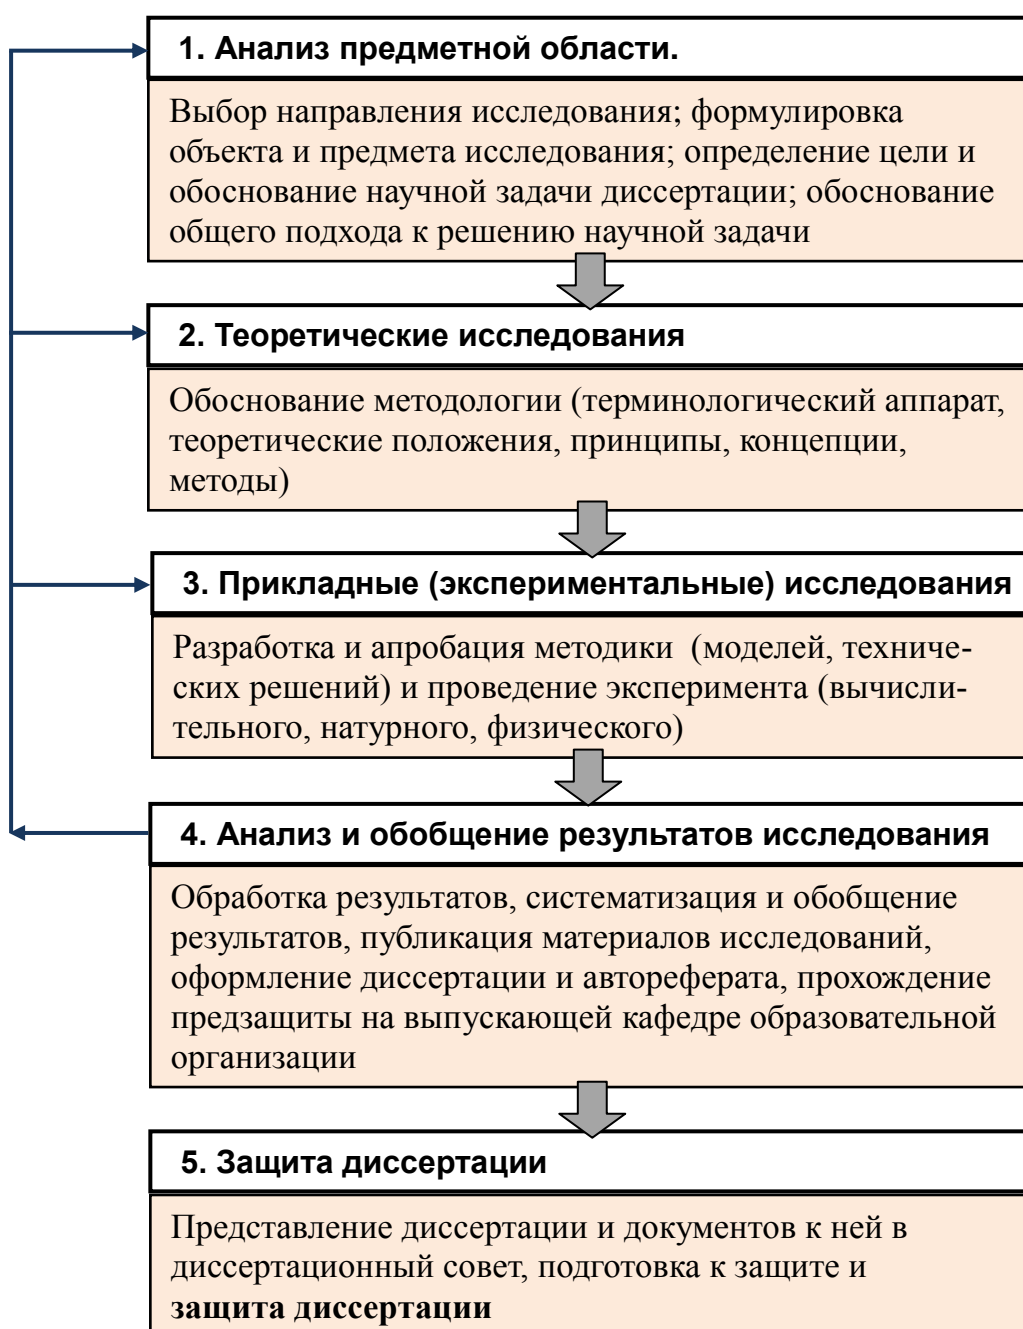 1. Анализ предметной области.
Выбор направления исследования; формулировка
объекта и предмета исследования; определение цели и
обоснование научной задачи диссертации; обоснование
общего подхода к решению научной задачи
2. Теоретические исследования
Обоснование методологии (терминологический аппарат,
теоретические положения, принципы, концепции,
методы)
3. Прикладные (экспериментальные) исследования
Разработка и апробация методики (моделей, техниче-
ских решений) и проведение эксперимента (вычисли-
тельного, натурного, физического)
4. Анализ и обобщение результатов исследования
Обработка результатов, систематизация и обобщение
результатов, публикация материалов исследований,
оформление диссертации и автореферата, прохождение
предзащиты на выпускающей кафедре образовательной
организации
5. Защита диссертации
Представление диссертации и документов к ней в
диссертационный совет, подготовка к защите и
защита диссертации